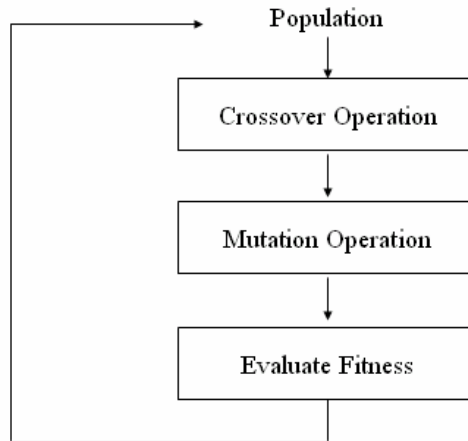 Population
Crossover Operation
Mutation Operation
Evaluate Fitness